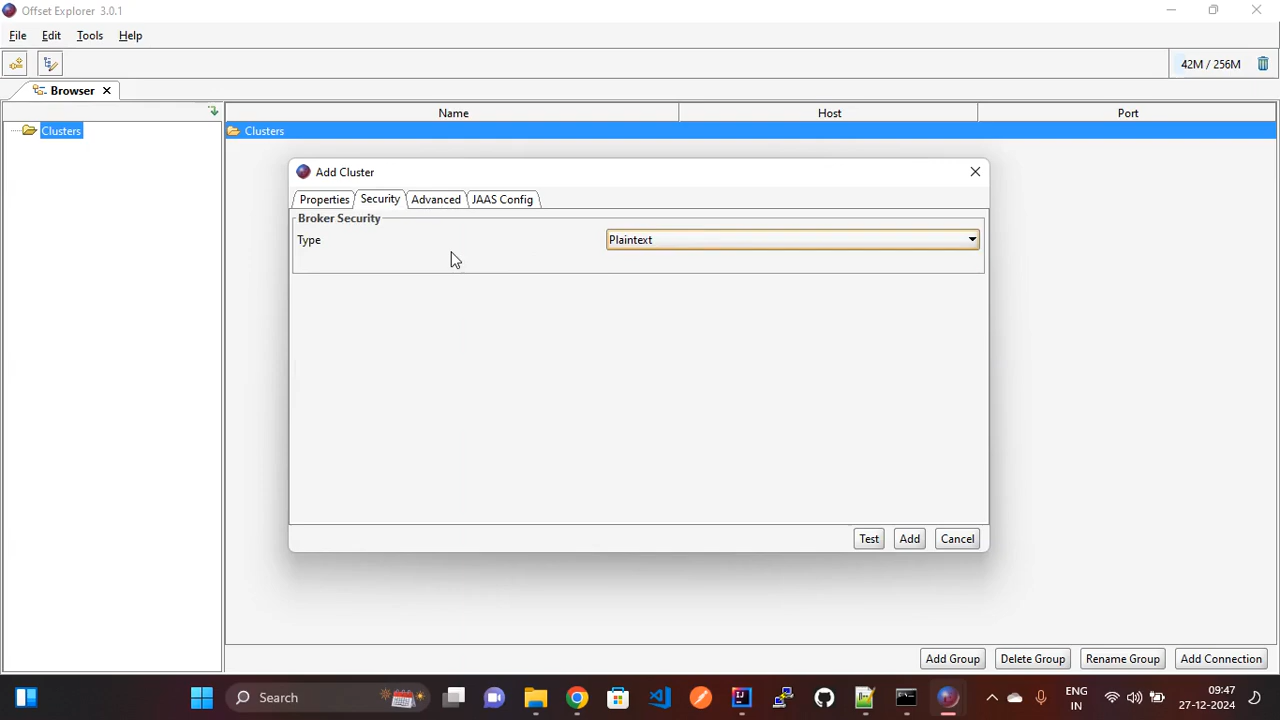 Offset Explorer 3.0.1
File Edit Tools Help
42M / 256M
Browser
Name Host Port
Clusters
Clusters
Add Cluster
Properties Security Advanced JAAS Config
Broker Security
Type Plaintext
Test Add Cancel
Add Group Delete Group Rename Group Add Connection
Search
ENG
IN
09:47
27-12-2024